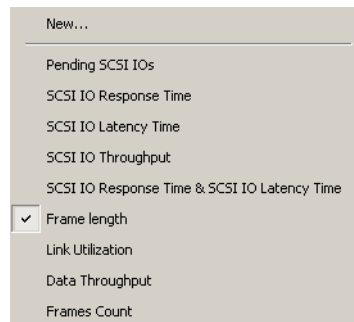 New...
Pending SCSI IOs
SCSI IO Response Time
SCSI IO Latency Time
SCSI IO Throughput
SCSI IO Response Time & SCSI IO Latency Time
Frame length
Link Utilization
Data Throughput
Frames Count